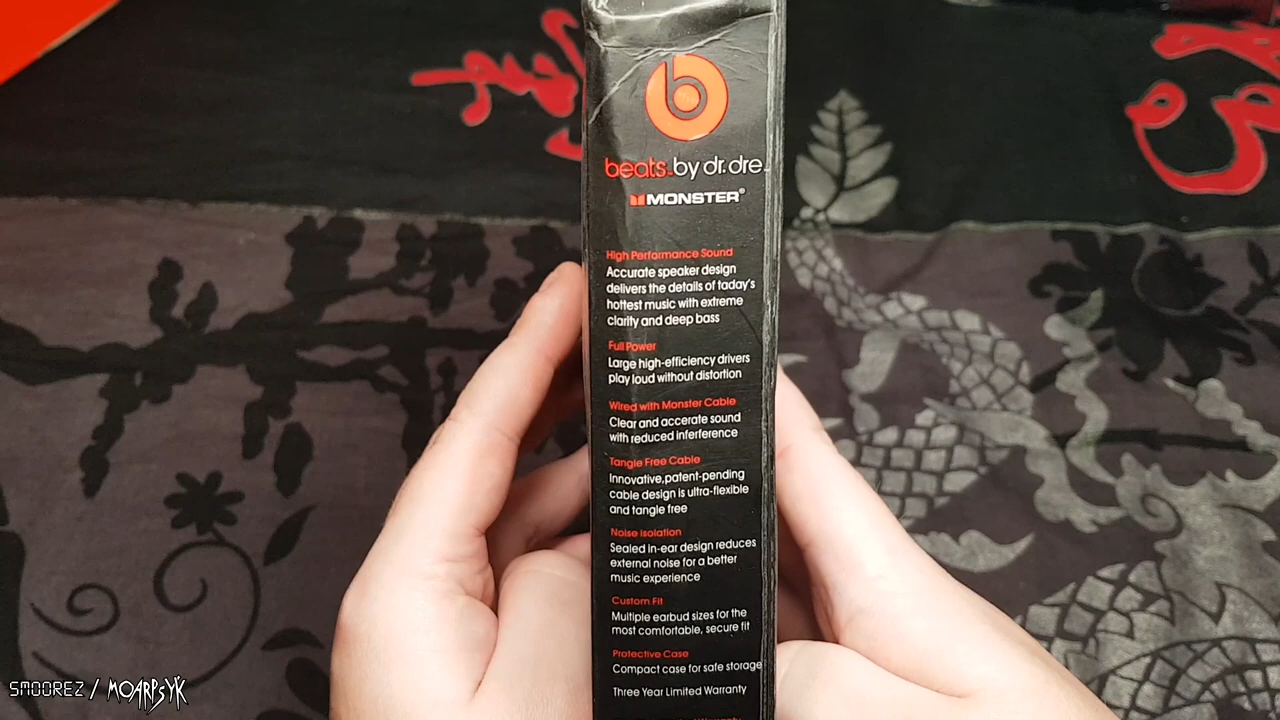 beats by dr. dre
MONSTER®
High Performance Sound
Accurate speaker design
delivers the details of taday's
hottest music with extreme
clarity and deep bass
Full Power
Large high-efficiency drivers
play loud without distortion
Wired with Monster Cable
Clear and accerate sound
with reduced interference
Tangle Free Cable
Innovative,patent-pending
cable design is ultra-flexible
and tangle free
Noise Isolation
Sealed in-ear design reduces
external noise for a better
music experience
Custom Fit
Multiple earbud sizes for the
most comfortable, secure fit
Protective Case
Compact case for safe storage
Three Year Limited Warranty
SMOOREZ / MOARPSYK